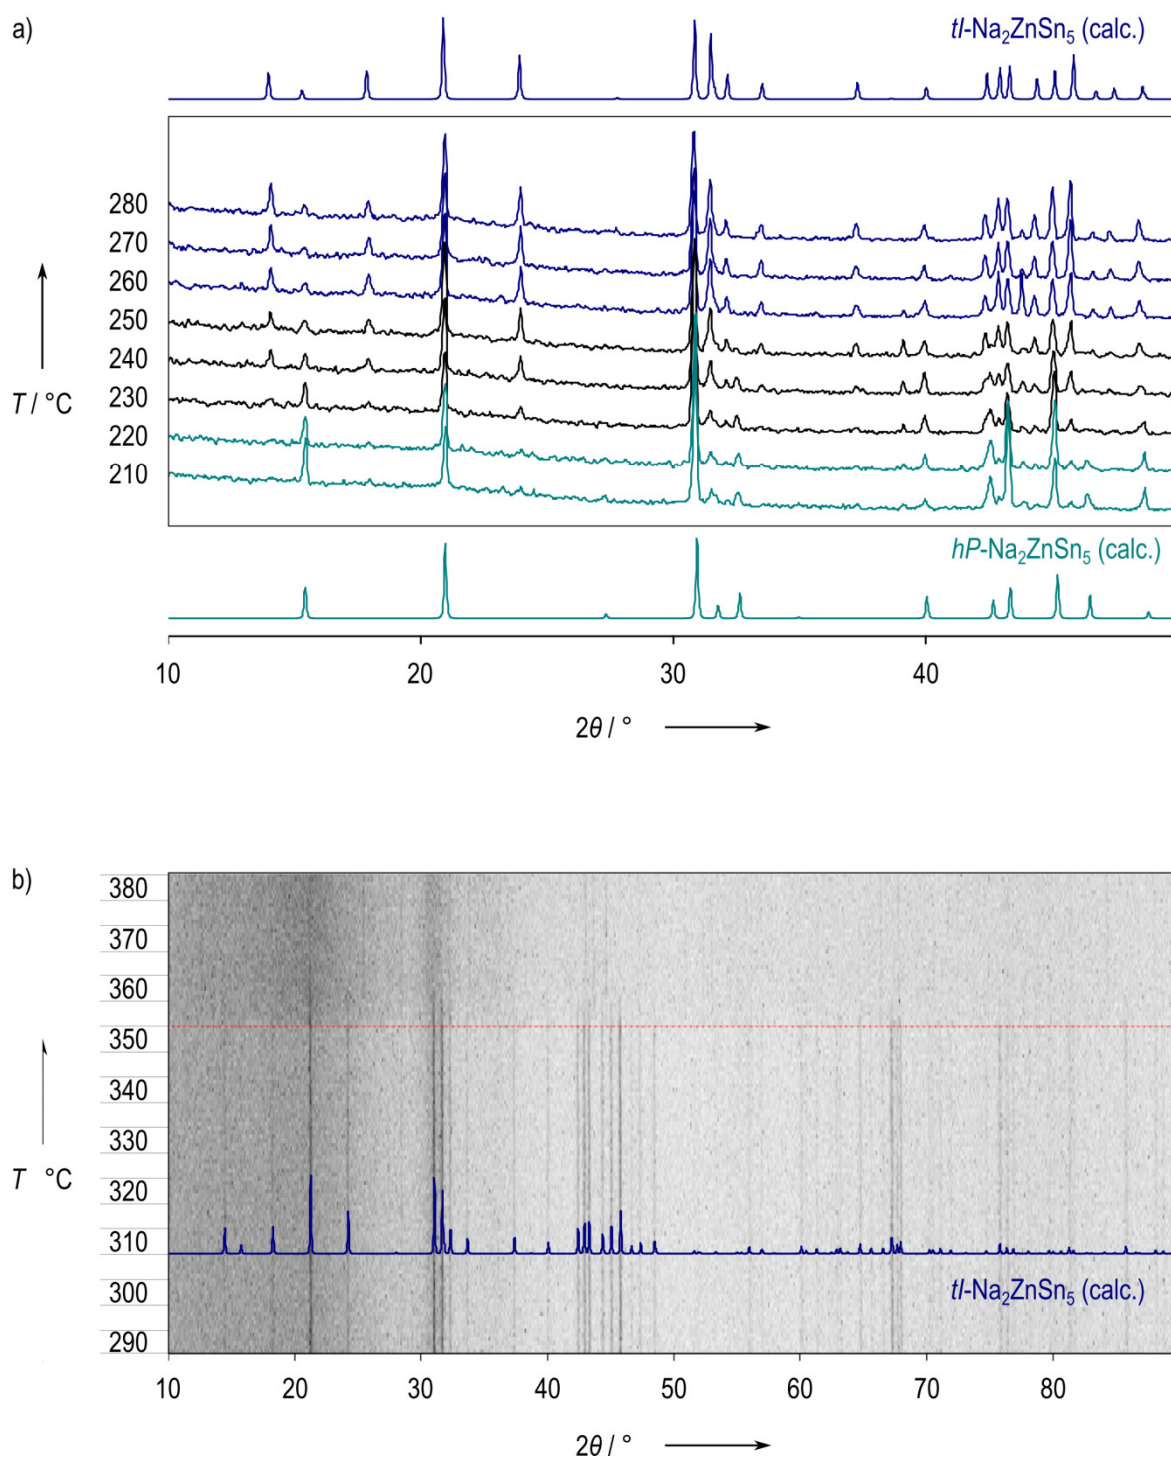 a)
tI-Na₂ZnSn₅ (calc.)
280
270
260
250
240
230
220
210
T / °C
hP-Na₂ZnSn₅ (calc.)
10 20 30 40
2θ / °
b)
380
370
360
350
340
330
320
310
300
290
T °C
tI-Na₂ZnSn₅ (calc.)
10 20 30 40 50 60 70 80
2θ / °